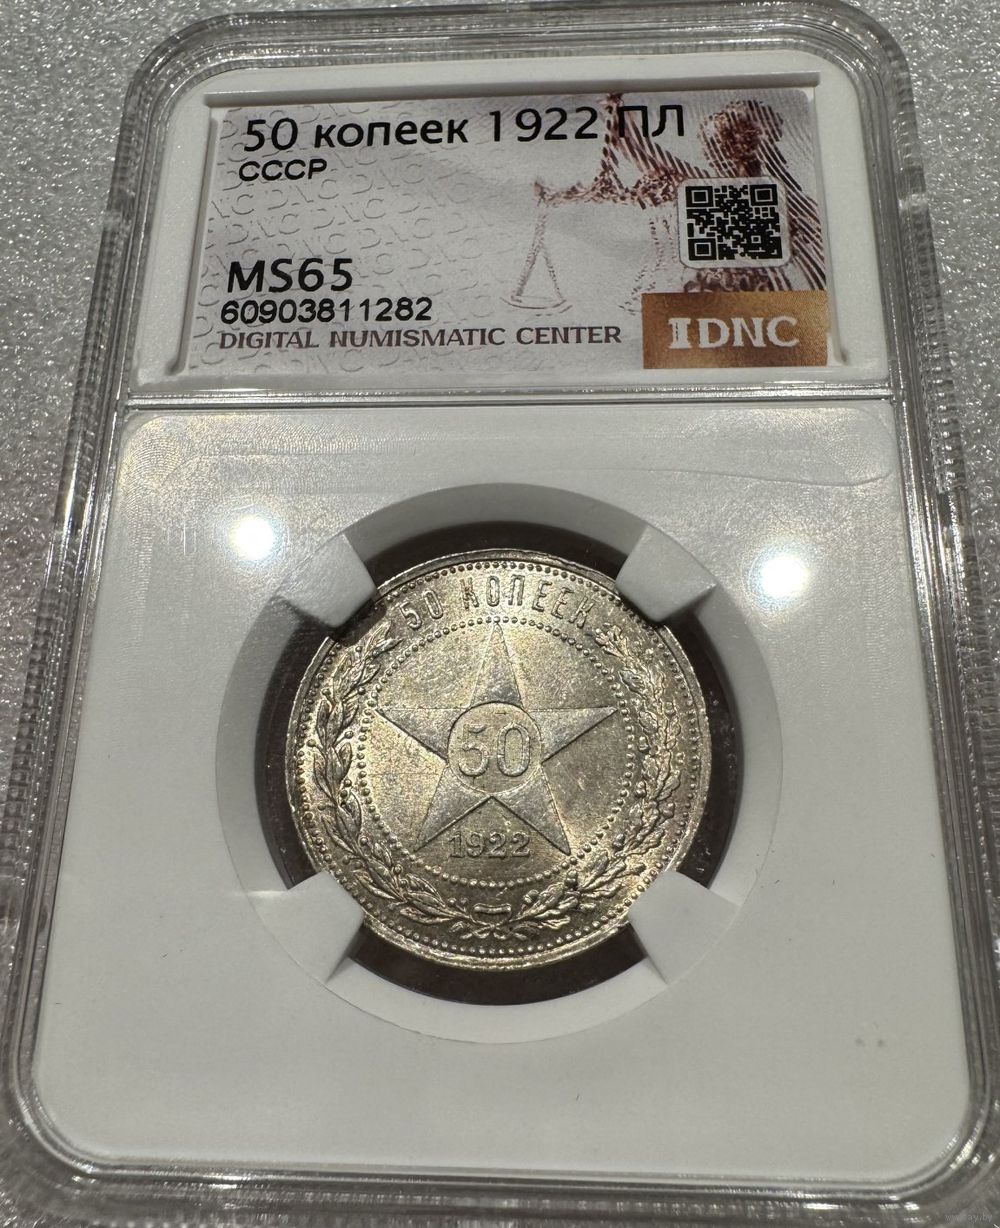 50 копеек 1922 ПЛ
СССР
MS65
60903811282
DIGITAL NUMISMATIC CENTER
DNC
50 КОПЕЕК
50
1922